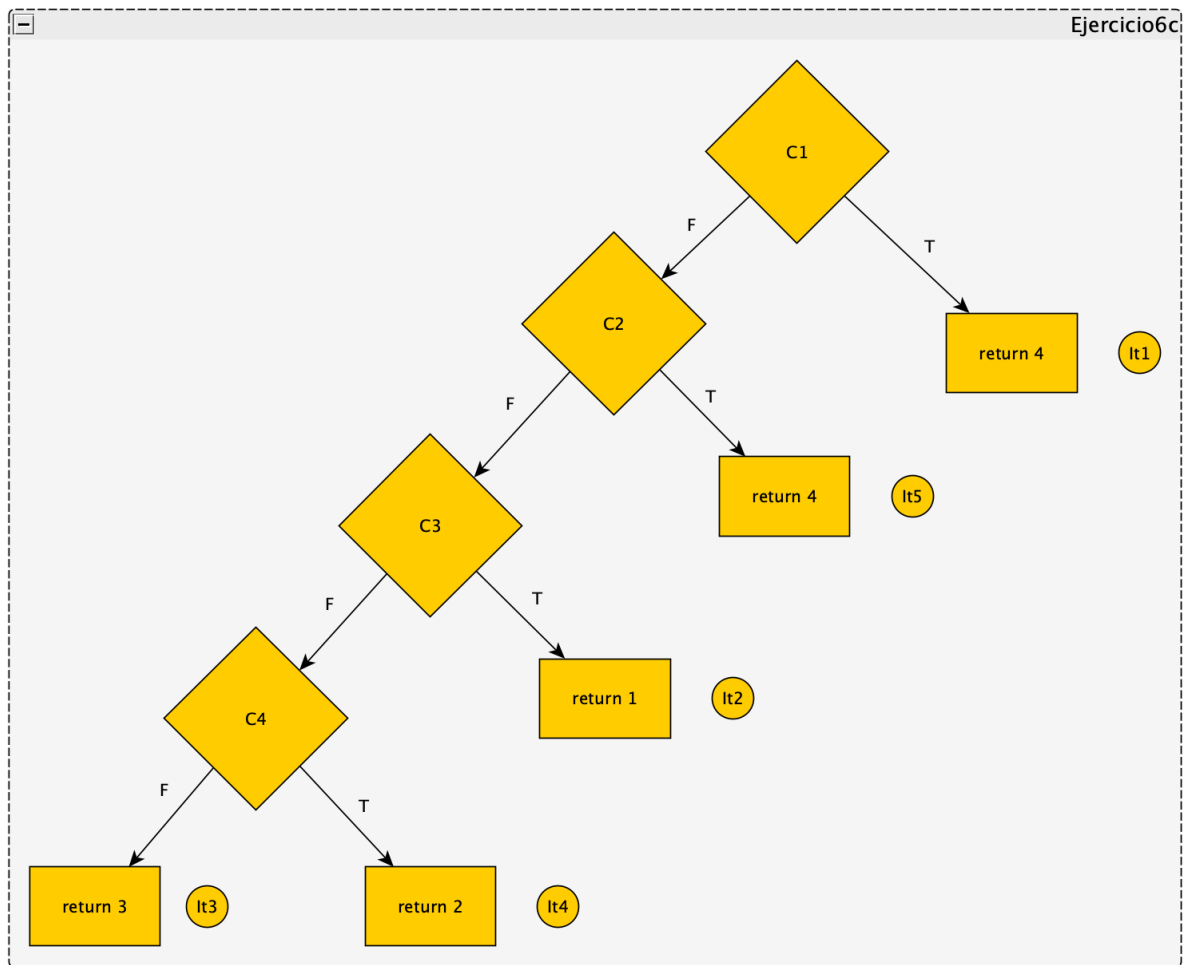 Ejercicio6c
C1
F
T
C2
return 4
It1
F
T
C3
return 4
It5
F
T
C4
return 1
It2
F
T
return 3
It3
return 2
It4